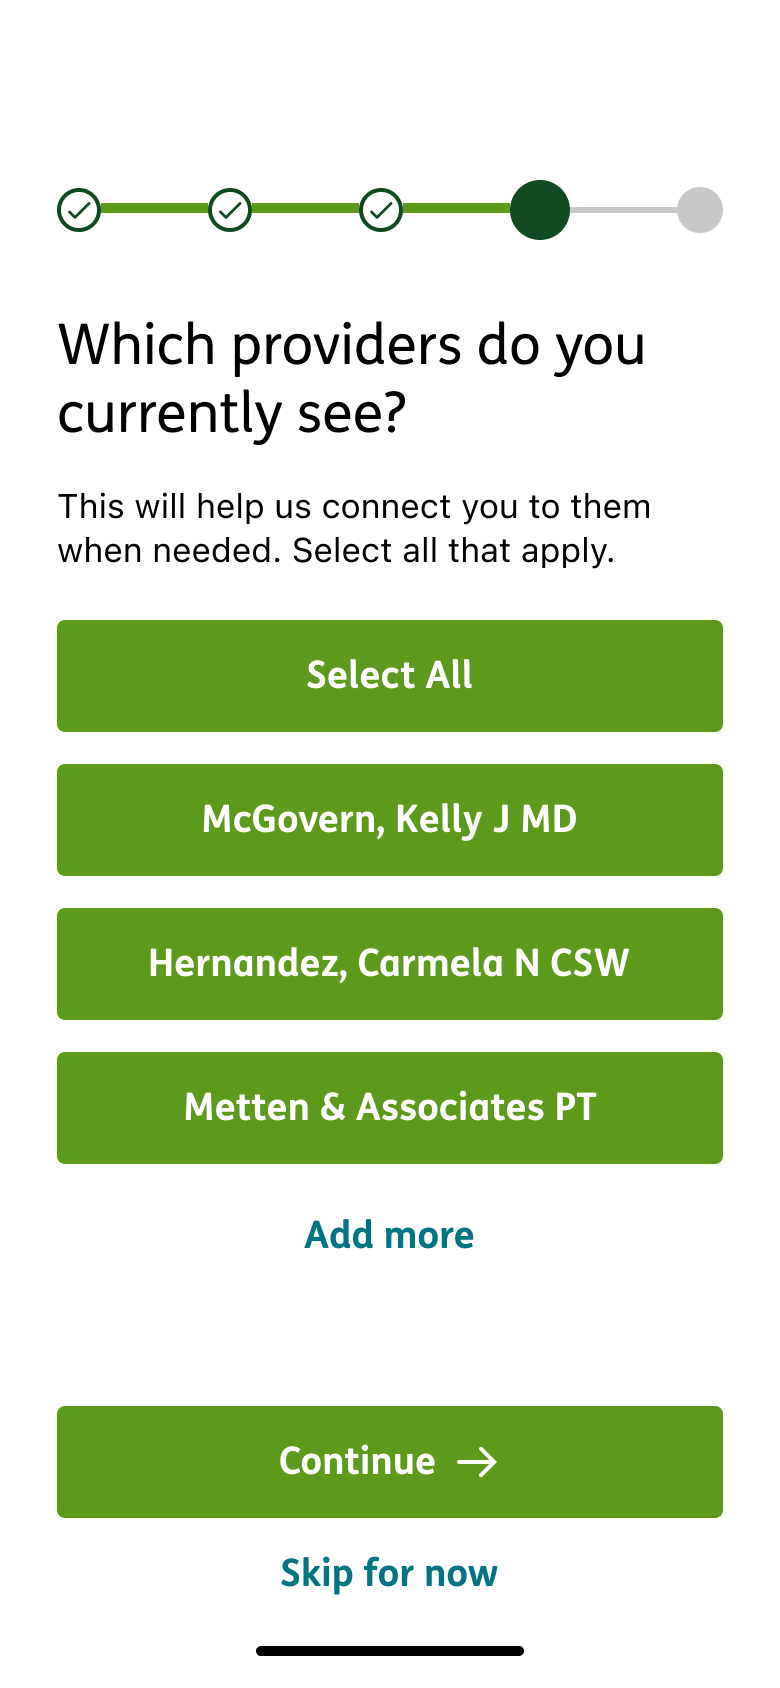 Which providers do you
currently see?
This will help us connect you to them
when needed. Select all that apply.
Select All
McGovern, Kelly J MD
Hernandez, Carmela N CSW
Metten & Associates PT
Add more
Continue →
Skip for now